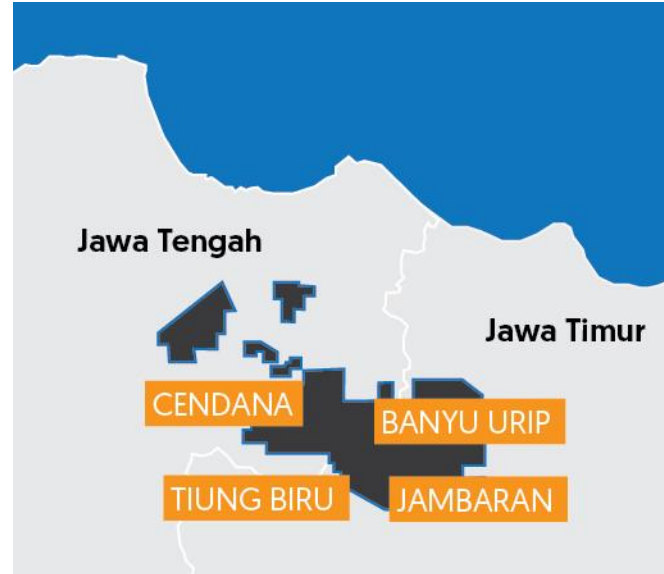 Jawa Tengah
Jawa Timur
CENDANA
BANYU URIP
TIUNG BIRU
JAMBARAN